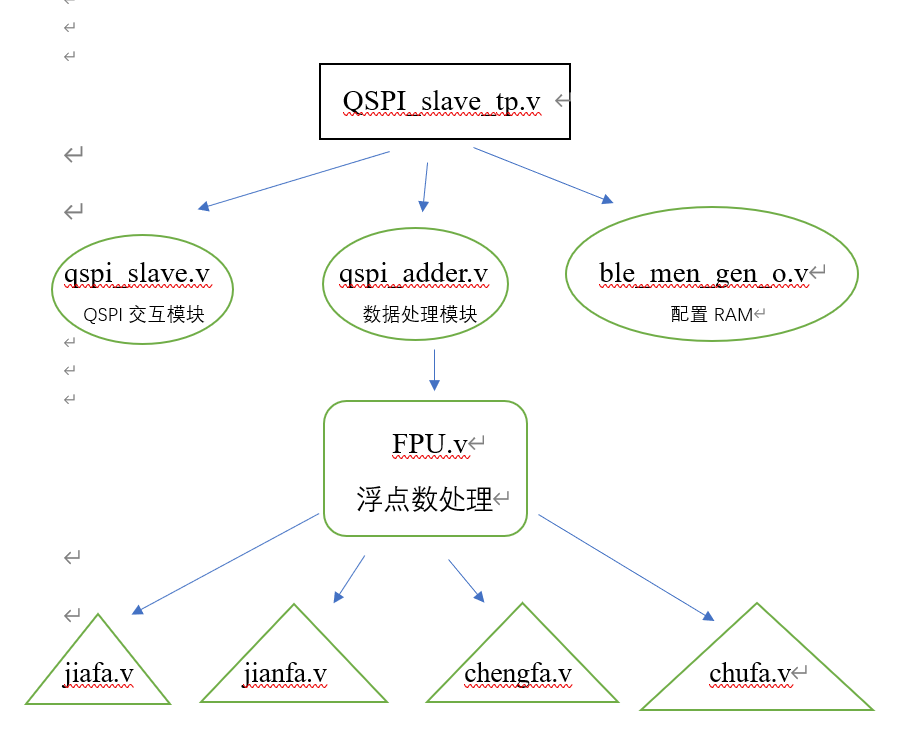 QSPI_slave_tp.v
qspi_slave.v
QSPI 交互模块
qspi_adder.v
数据处理模块
ble_men_gen_o.v
配置 RAM
FPU.v
浮点数处理
jiafa.v
jianfa.v
chengfa.v
chufa.v